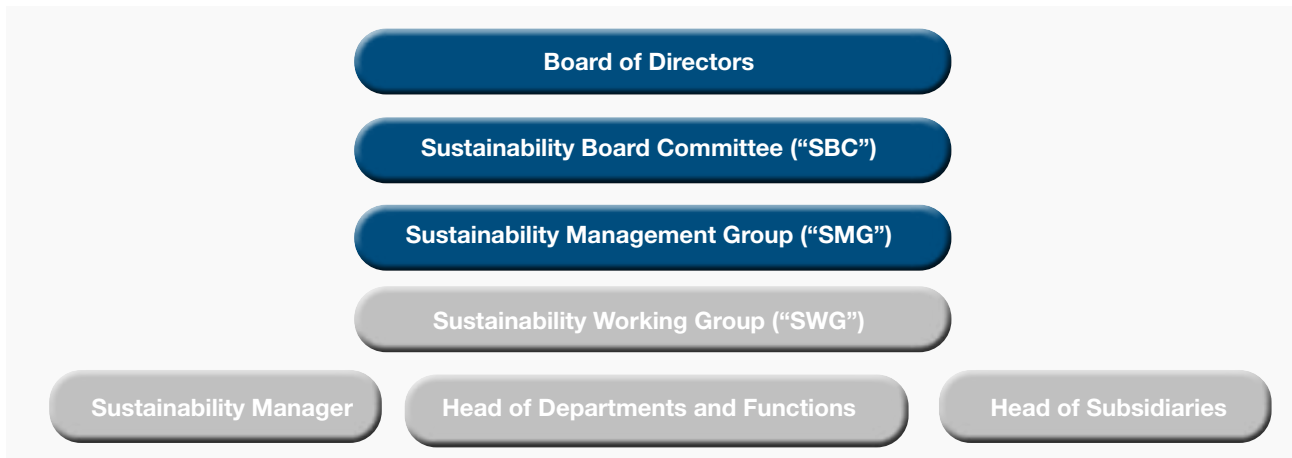 Board of Directors
Sustainability Board Committee (“SBC”)
Sustainability Management Group (“SMG”)
Sustainability Working Group (“SWG”)
Sustainability Manager
Head of Departments and Functions
Head of Subsidiaries